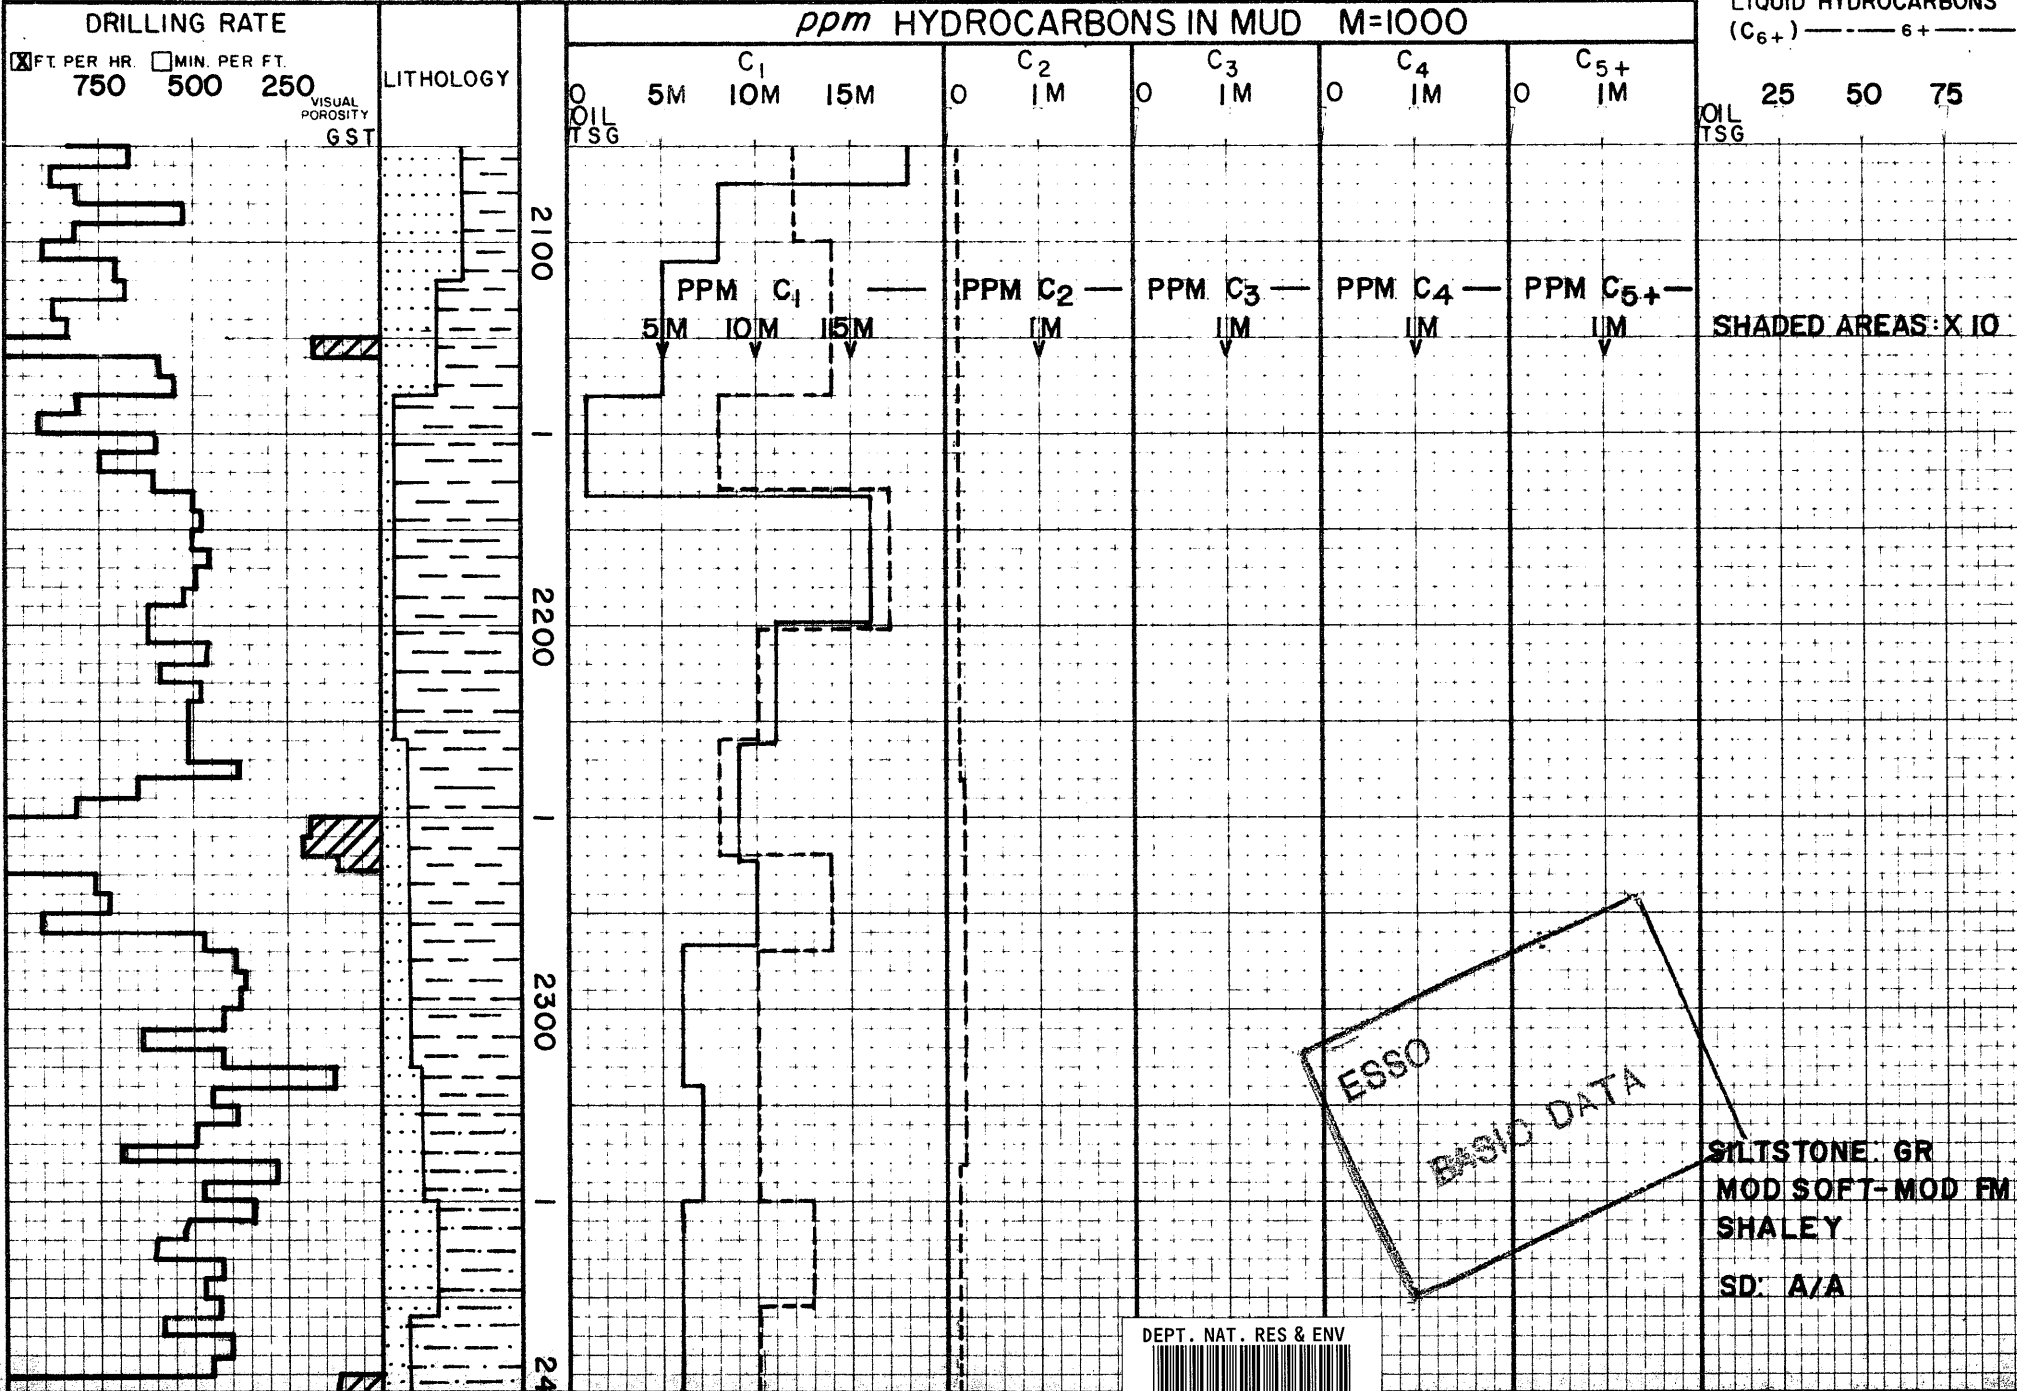 DRILLING RATE
X FT. PER HR. MIN. PER FT.
750 500 250
VISUAL
POROSITY
GST
LITHOLOGY
ppm HYDROCARBONS IN MUD M=1000
C1
0 5M 10M 15M
OIL
TSG
C2
0 1M
C3
0 1M
C4
0 1M
C5+
0 1M
LIQUID HYDROCARBONS
(C6+) 6+
25 50 75
OIL
TSG
2100
PPM C1
PPM C2
PPM C3
PPM C4
PPM C5+
5M 10M 15M
1M
1M
1M
1M
SHADED AREAS: X 10
2200
2300
ESSO
BASIC DATA
SILTSTONE: GR
MOD SOFT-MOD FM
SHALEY
SD: A/A
DEPT. NAT. RES & ENV
24